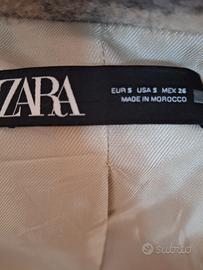 ZARA
EUR S USA S MEX 26
MADE IN MOROCCO
subito